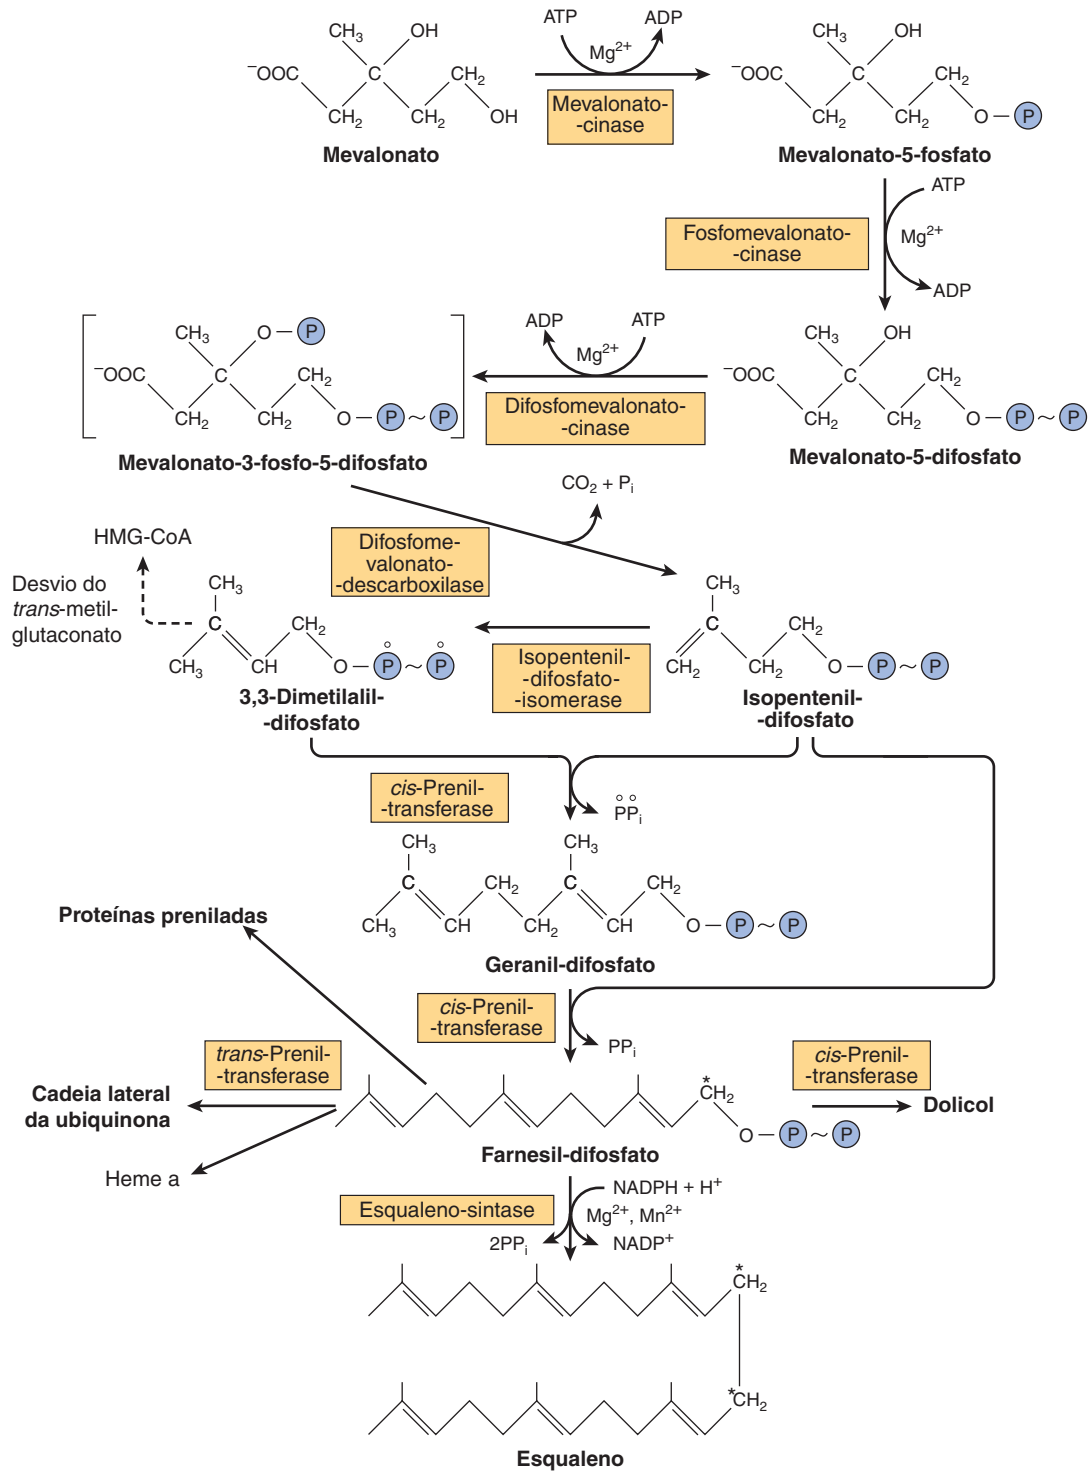 CH3 OH
ATP ADP
Mg2+
⁻OOC C CH2
CH2 CH2 OH
Mevalonato-
-cinase
Mevalonato
CH3 OH
⁻OOC C CH2
CH2 CH2 O P
Mevalonato-5-fosfato
ATP
Fosfomevalonato-
-cinase
Mg2+
ADP
CH3 O P
⁻OOC C CH2
CH2 CH2 O P ~ P
Mevalonato-3-fosfo-5-difosfato
ADP ATP
Mg2+
Difosfomevalonato-
-cinase
CH3 OH
⁻OOC C CH2
CH2 CH2 O P ~ P
Mevalonato-5-difosfato
CO2 + Pi
Difosfome-
valonato-
-descarboxilase
HMG-CoA
Desvio do
trans-metil-
glutaconato
CH3
C CH2
CH3 CH O P ~ P
3,3-Dimetilalil-
-difosfato
Isopentenil-
-difosfato-
-isomerase
CH3
C CH2
CH2 CH2 O P ~ P
Isopentenil-
-difosfato
cis-Prenil-
-transferase
PPi
CH3 CH3
C CH2 C CH2
CH3 CH CH2 CH O P ~ P
Geranil-difosfato
Proteínas preniladas
cis-Prenil-
-transferase
PPi
trans-Prenil-
-transferase
cis-Prenil-
-transferase
Cadeia lateral
da ubiquinona
*
CH2
O P ~ P
Dolicol
Farnesil-difosfato
Heme a
Esqualeno-sintase
NADPH + H+
Mg2+, Mn2+
2PPi NADP+
*
CH2
*
CH2
Esqualeno